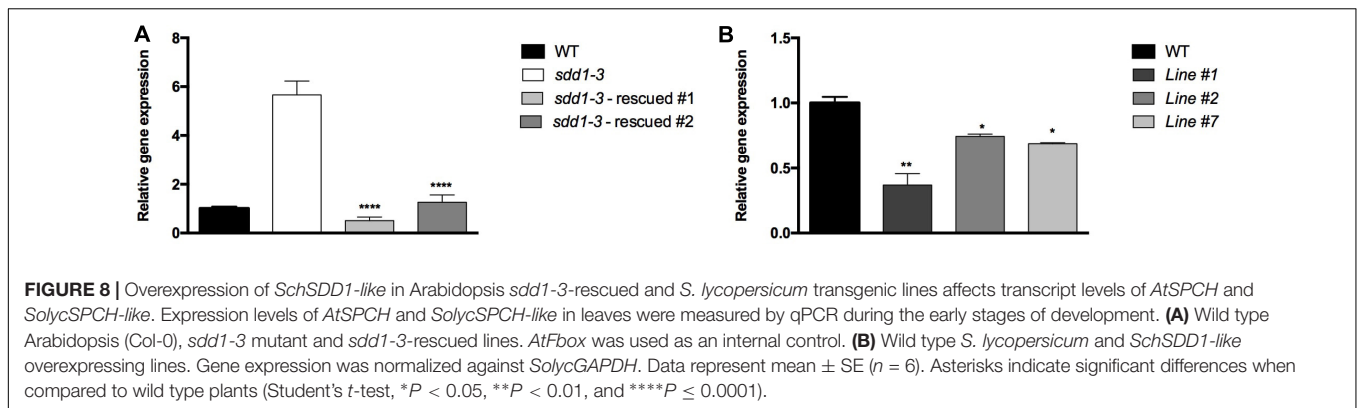 A
8
6
4
2
0
Relative gene expression
****
****
WT
sdd1-3
sdd1-3 - rescued #1
sdd1-3 - rescued #2
B
1.5
1.0
0.5
0.0
Relative gene expression
**
*
*
WT
Line #1
Line #2
Line #7
FIGURE 8 | Overexpression of SchSDD1-like in Arabidopsis sdd1-3-rescued and S. lycopersicum transgenic lines affects transcript levels of AtSPCH and
SolycSPCH-like. Expression levels of AtSPCH and SolycSPCH-like in leaves were measured by qPCR during the early stages of development. (A) Wild type
Arabidopsis (Col-0), sdd1-3 mutant and sdd1-3-rescued lines. AtFbox was used as an internal control. (B) Wild type S. lycopersicum and SchSDD1-like
overexpressing lines. Gene expression was normalized against SolycGAPDH. Data represent mean ± SE (n = 6). Asterisks indicate significant differences when
compared to wild type plants (Student's t-test, *P < 0.05, **P < 0.01, and ****P ≤ 0.0001).